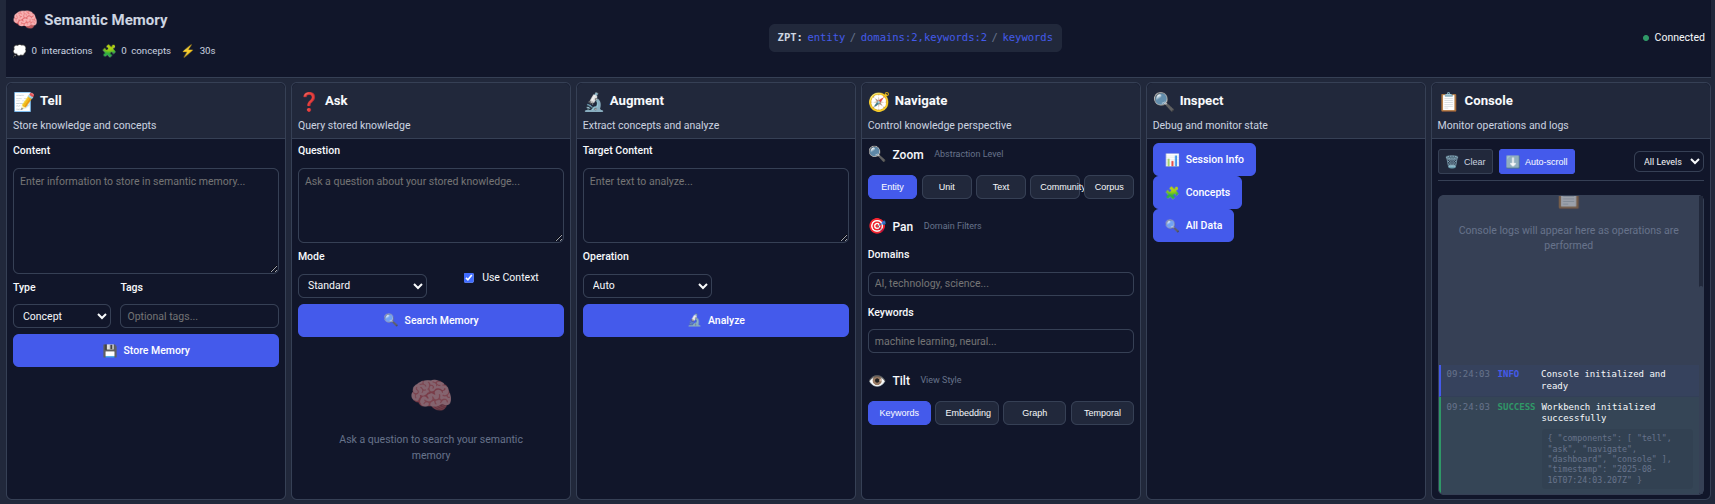 Semantic Memory
0 interactions 0 concepts 30s
ZPT: entity / domains:2,keywords:2 / keywords
Connected
Tell
Store knowledge and concepts
Content
Enter information to store in semantic memory...
Type Tags
Concept Optional tags...
Store Memory
Ask
Query stored knowledge
Question
Ask a question about your stored knowledge...
Mode
Standard Use Context
Search Memory
Ask a question to search your semantic
memory
Augment
Extract concepts and analyze
Target Content
Enter text to analyze...
Operation
Auto
Analyze
Navigate
Control knowledge perspective
Zoom Abstraction Level
Entity Unit Text Community Corpus
Pan Domain Filters
Domains
AI, technology, science...
Keywords
machine learning, neural...
Tilt View Style
Keywords Embedding Graph Temporal
Inspect
Debug and monitor state
Session Info
Concepts
All Data
Console
Monitor operations and logs
Clear Auto-scroll All Levels
Console logs will appear here as operations are
performed
09:24:03 INFO Console initialized and
ready
09:24:03 SUCCESS Workbench initialized
successfully
{ "components": [ "tell",
"ask", "navigate",
"dashboard", "console" ],
"timestamp": "2025-08-
16T07:24:03.207Z" }